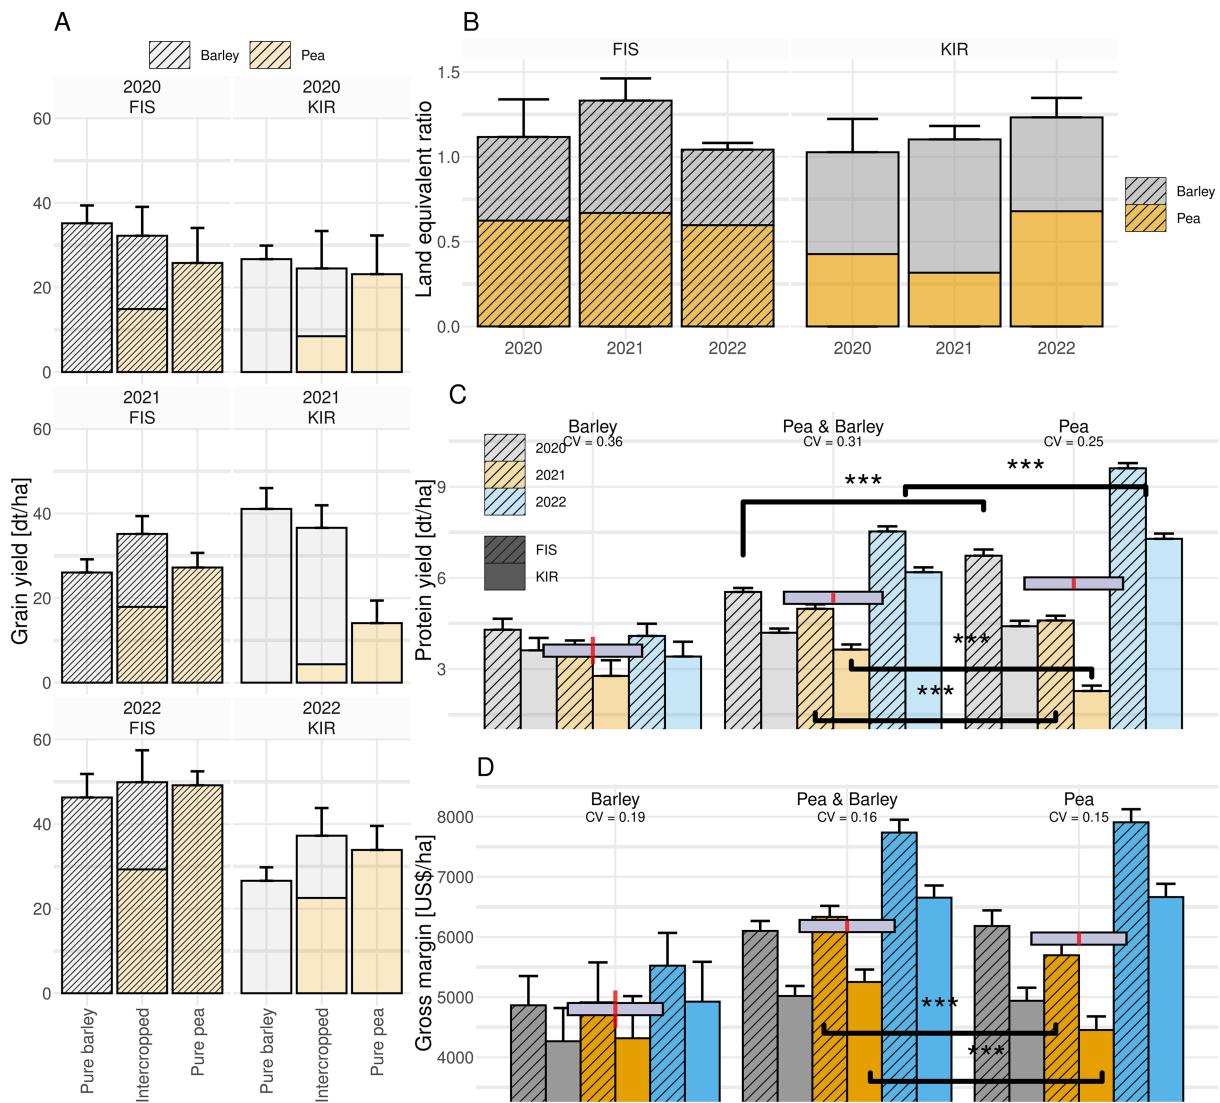 A
Barley Pea
2020
FIS
2020
KIR
60
40
20
0
2021
FIS
2021
KIR
60
40
20
0
2022
FIS
2022
KIR
60
40
20
0
Grain yield [dt/ha]
Pure barley
Intercropped
Pure pea
Pure barley
Intercropped
Pure pea
B
FIS KIR
1.5
1.0
0.5
0.0
Land equivalent ratio
2020 2021 2022 2020 2021 2022
Barley
Pea
C
Barley Pea & Barley Pea
CV = 0.36 CV = 0.31 CV = 0.25
2020
2021
2022
FIS
KIR
9
6
3
Protein yield [dt/ha]
***
***
***
***
D
Barley Pea & Barley Pea
CV = 0.19 CV = 0.16 CV = 0.15
8000
7000
6000
5000
4000
Gross margin [US$/ha]
***
***